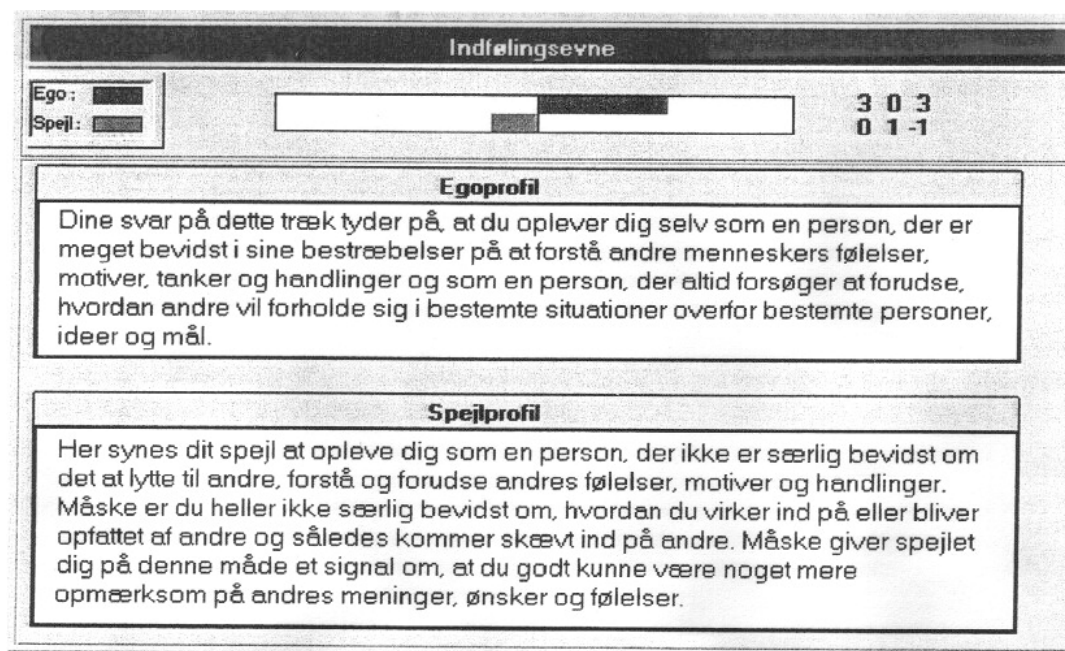 Indfølingsevne
Ego:
3 0 3
Spejl:
0 1 -1
Egoprofil
Dine svar på dette træk tyder på, at du oplever dig selv som en person, der er
meget bevidst i sine bestræbelser på at forstå andre menneskers følelser,
motiver, tanker og handlinger og som en person, der altid forsøger at forudse,
hvordan andre vil forholde sig i bestemte situationer overfor bestemte personer,
ideer og mål.
Spejlprofil
Her synes dit spejl at opleve dig som en person, der ikke er særlig bevidst om
det at lytte til andre, forstå og forudse andres følelser, motiver og handlinger.
Måske er du heller ikke særlig bevidst om, hvordan du virker ind på eller bliver
opfattet af andre og således kommer skævt ind på andre. Måske giver spejlet
dig på denne måde et signal om, at du godt kunne være noget mere
opmærksom på andres meninger, ønsker og følelser.